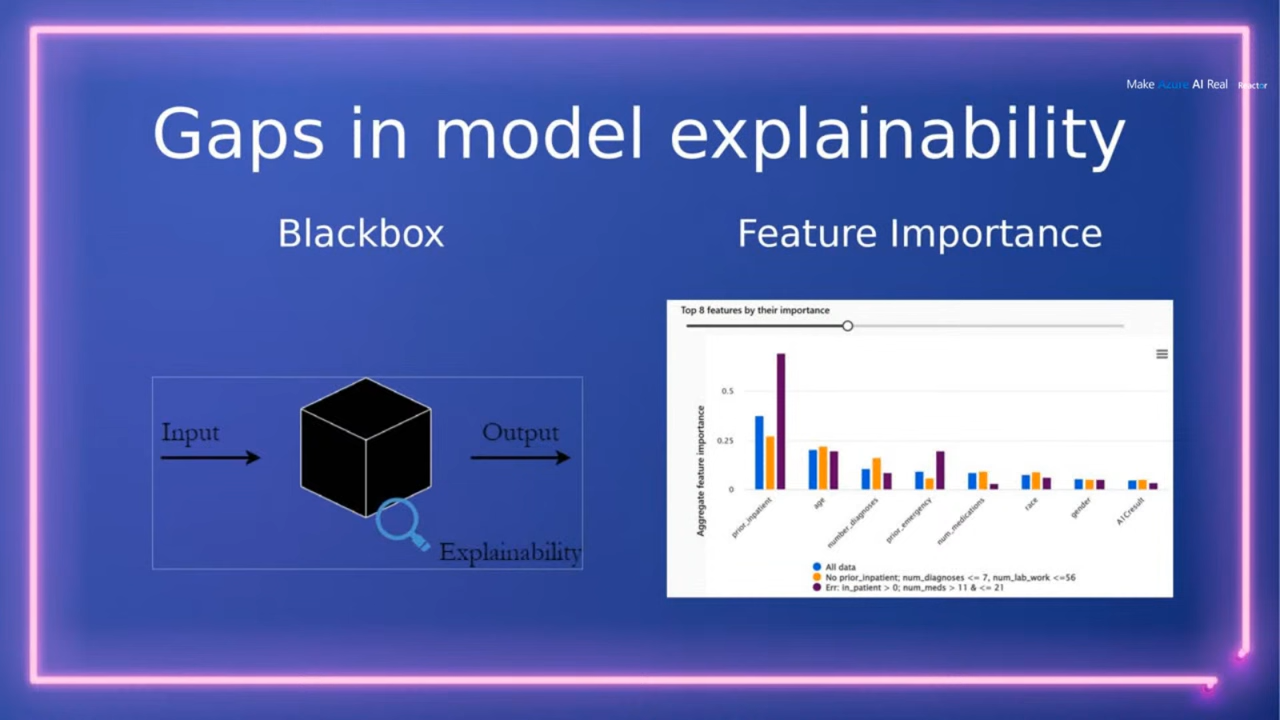 Make Azure AI Real Reactor
Gaps in model explainability
Blackbox
Feature Importance
Input
Output
Explainability
Top 8 features by their importance
Aggregate feature importance
0.5
0.25
0
prior_inpatient
age
number_diagnoses
prior_emergency
num_medications
race
gender
A1Cresult
All data
No prior_inpatient; num_diagnoses <= 7, num_lab_work <=56
Err: in_patient > 0; num_meds > 11 & <= 21